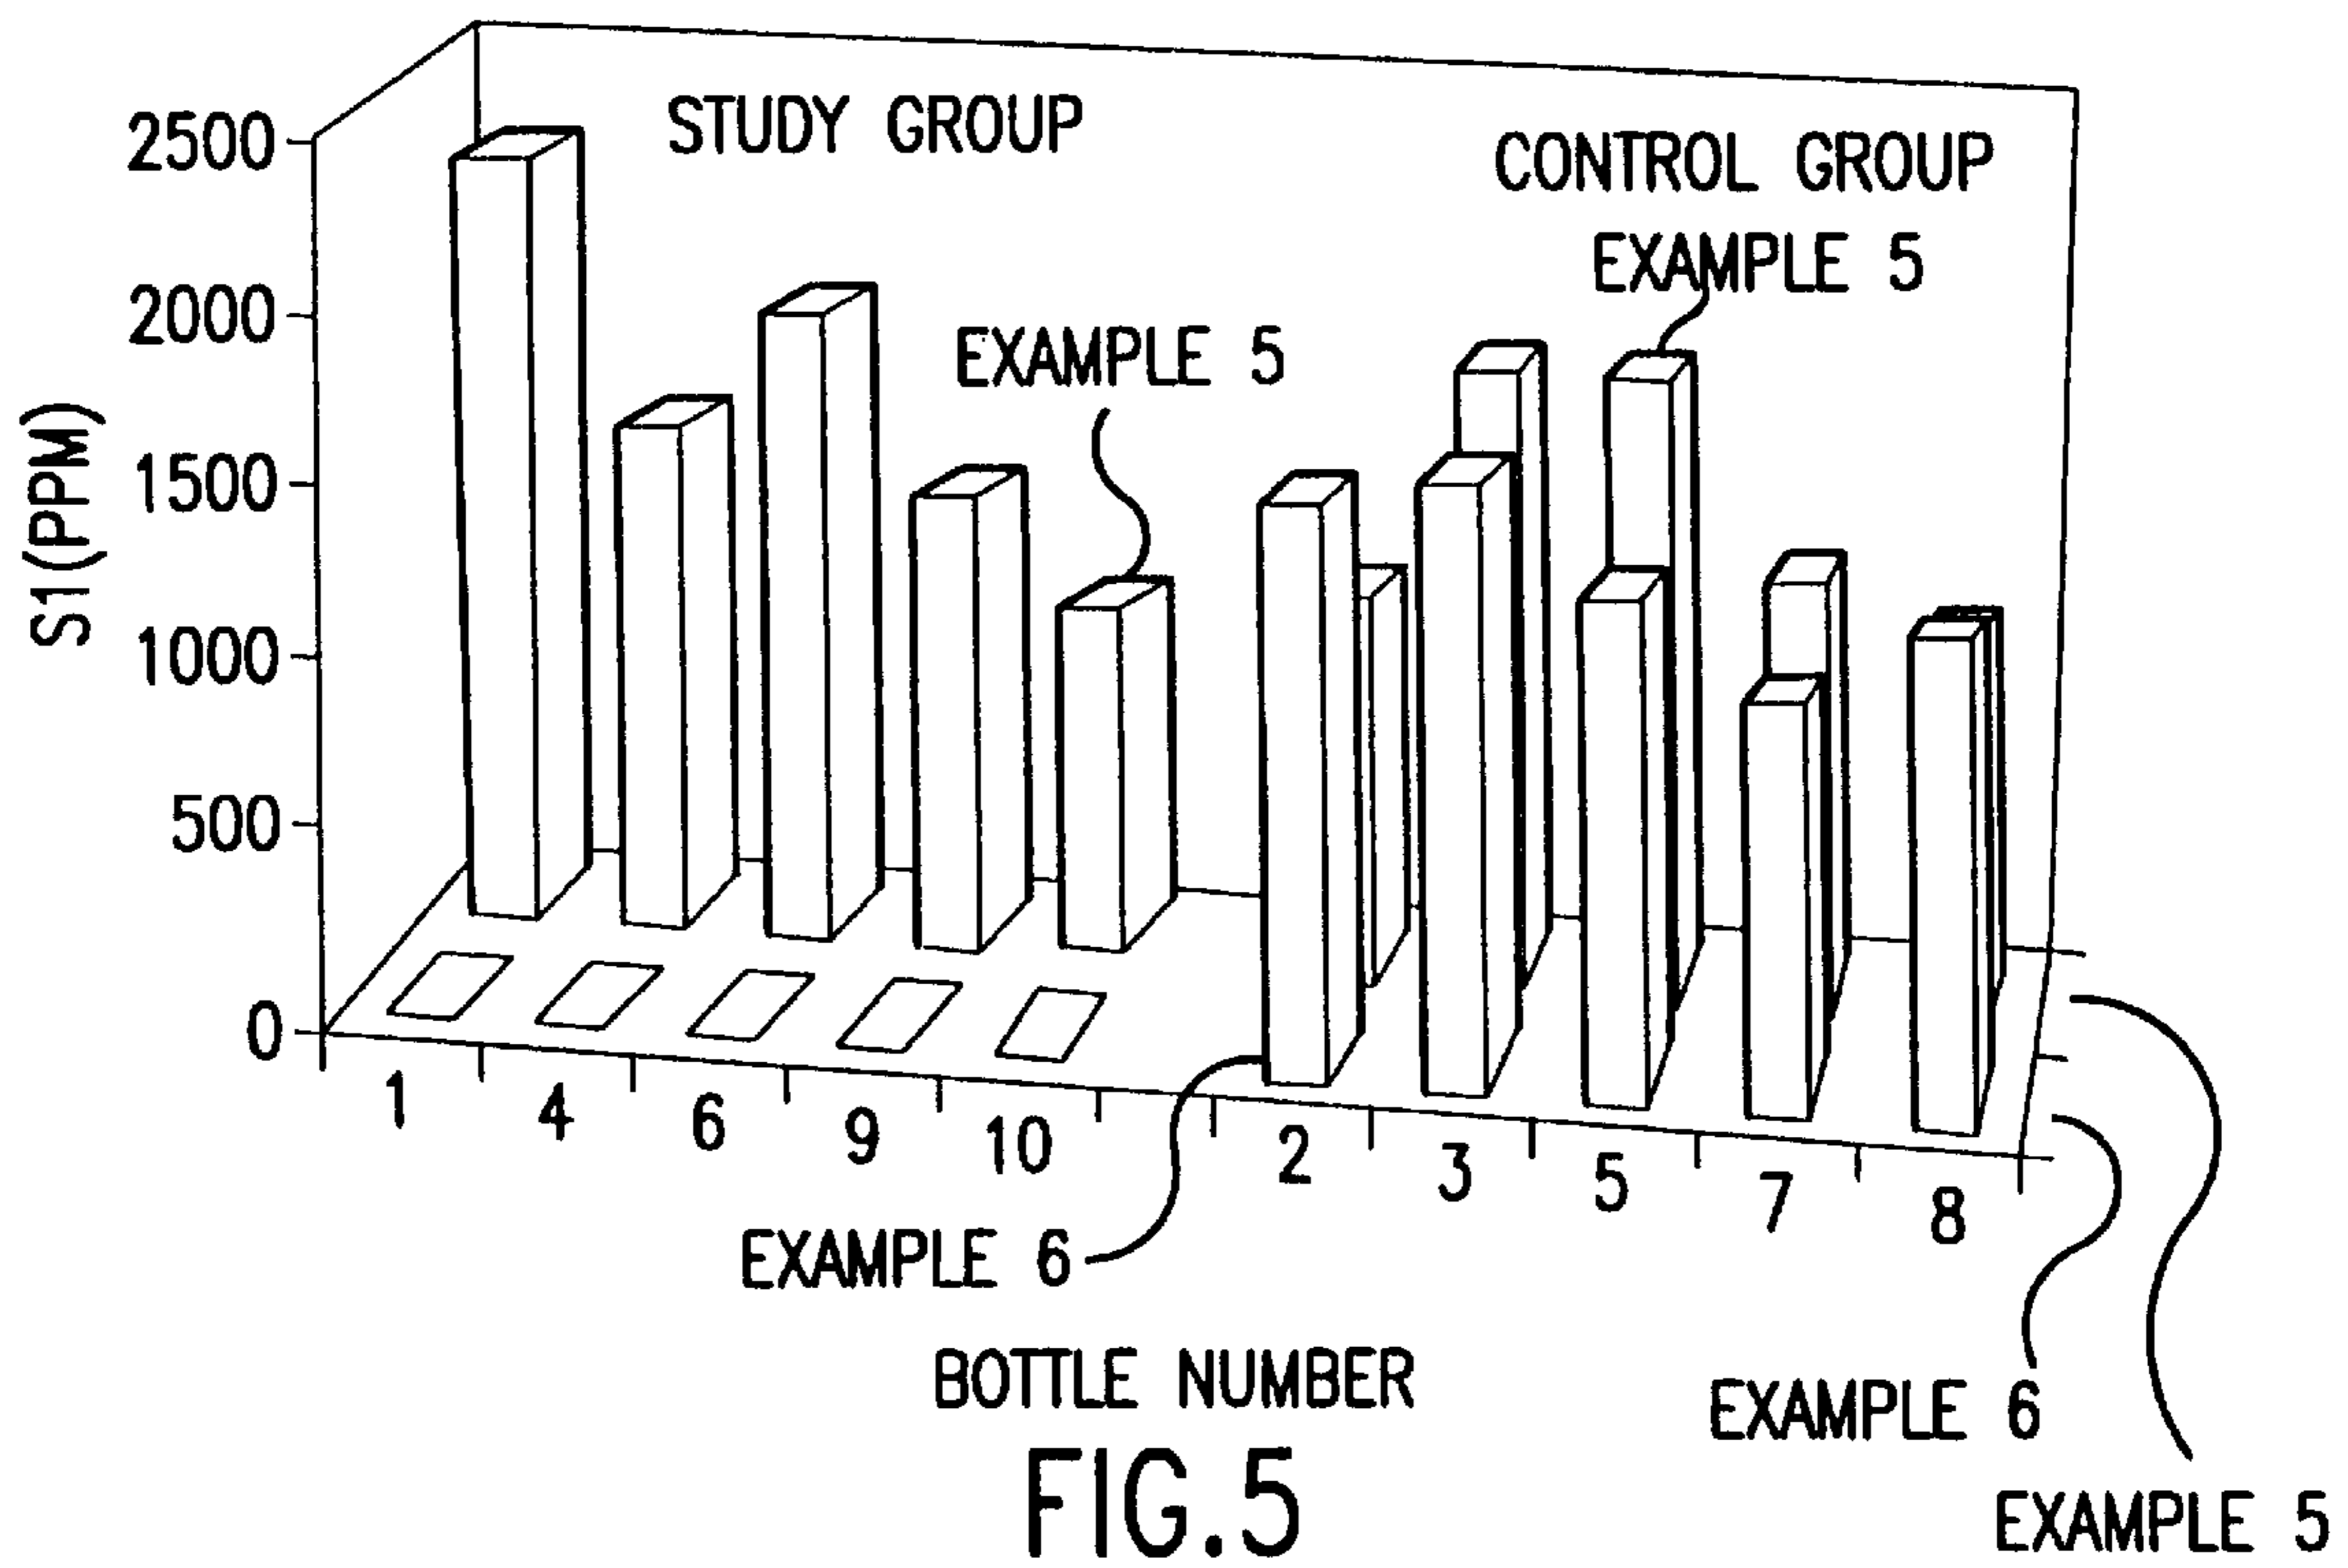 STUDY GROUP
CONTROL GROUP
EXAMPLE 5
EXAMPLE 5
S1(PPM)
2500
2000
1500
1000
500
0
1 4 6 9 10 2 3 5 7 8
EXAMPLE 6
BOTTLE NUMBER
EXAMPLE 6
EXAMPLE 5
FIG.5